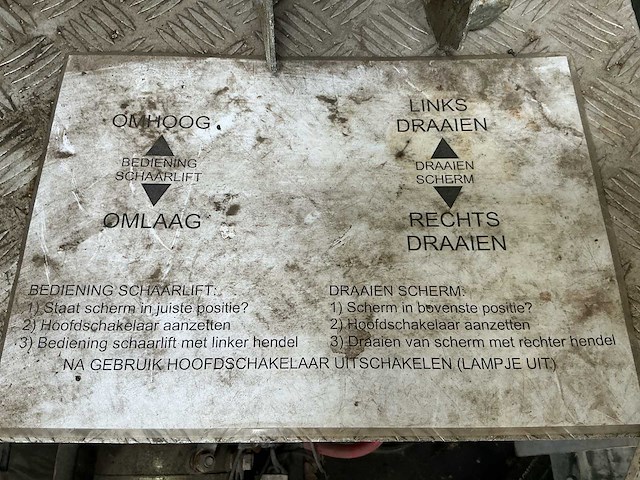 OMHOOG
BEDIENING
SCHAARLIFT
OMLAAG
LINKS
DRAAIEN
DRAAIEN
SCHERM
RECHTS
DRAAIEN
BEDIENING SCHAARLIFT:
1) Staat scherm in juiste positie?
2) Hoofdschakelaar aanzetten
3) Bediening schaarlift met linker hendel
DRAAIEN SCHERM:
1) Scherm in bovenste positie?
2) Hoofdschakelaar aanzetten
3) Draaien van scherm met rechter hendel
NA GEBRUIK HOOFDSCHAKELAAR UITSCHAKELEN (LAMPJE UIT)